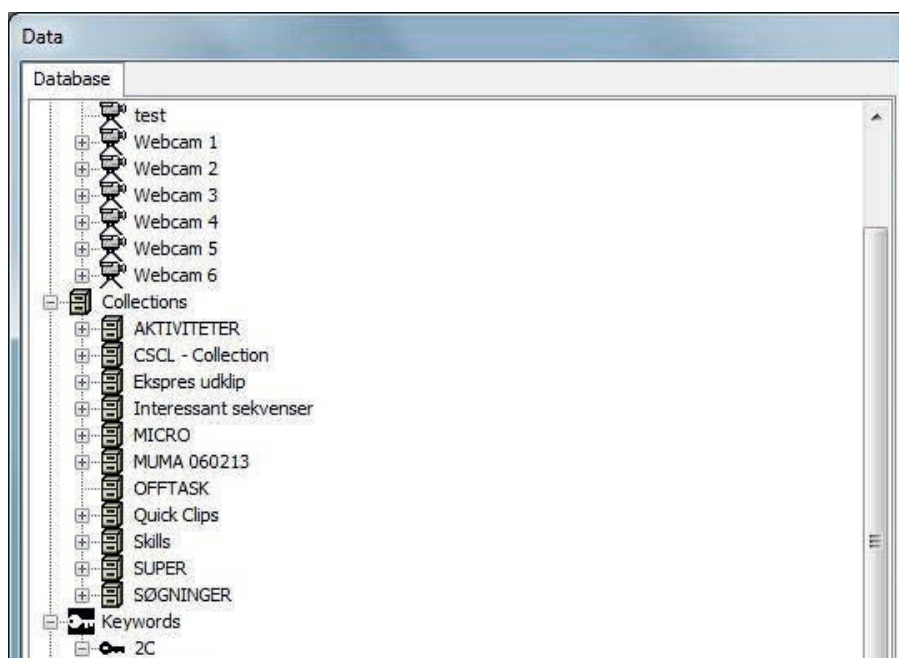 Data
Database
test
Webcam 1
Webcam 2
Webcam 3
Webcam 4
Webcam 5
Webcam 6
Collections
AKTIVITETER
CSCL - Collection
Ekspres udklip
Interessant sekvenser
MICRO
MUMA 060213
OFFTASK
Quick Clips
Skills
SUPER
SØGNINGER
Keywords
2C